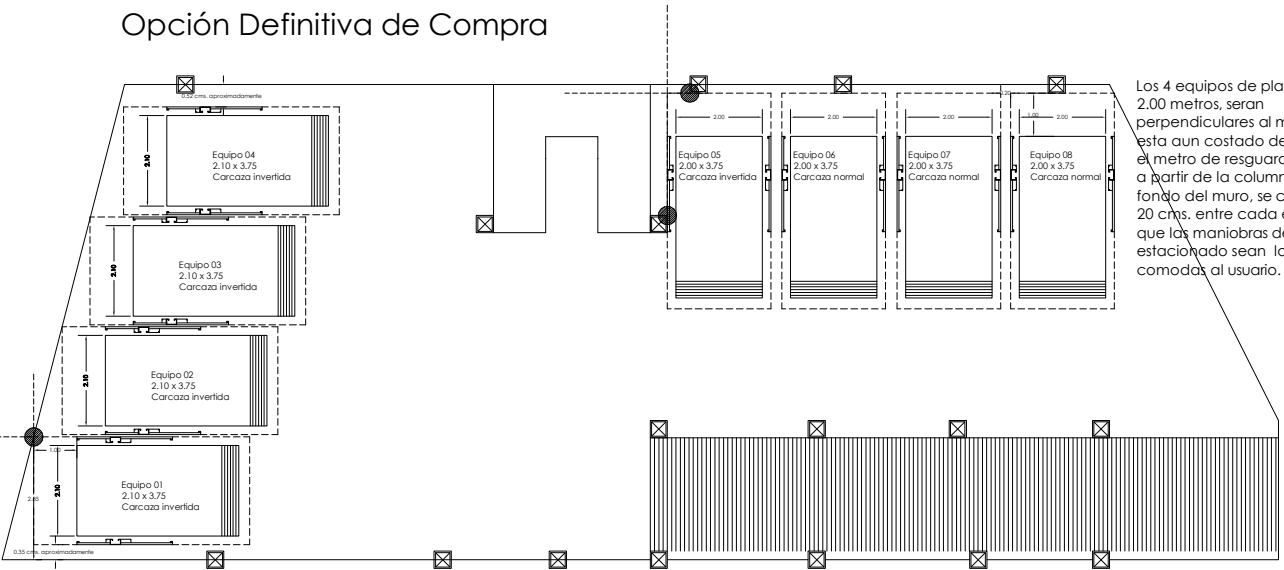 Opción Definitiva de Compra
0.52 cms. aproximadamente
2.10
Equipo 04
2.10 x 3.75
Carcaza invertida
2.10
Equipo 03
2.10 x 3.75
Carcaza invertida
2.10
Equipo 02
2.10 x 3.75
Carcaza invertida
1.00
2.10
Equipo 01
2.10 x 3.75
Carcaza invertida
0.35 cms. aproximadamente
2.00
Equipo 05
2.00 x 3.75
Carcaza invertida
2.00
Equipo 06
2.00 x 3.75
Carcaza normal
2.00
Equipo 07
2.00 x 3.75
Carcaza normal
1.00
2.00
Equipo 08
2.00 x 3.75
Carcaza normal
Los 4 equipos de pla
2.00 metros, seran
perpendiculares al m
esta aun costado de
el metro de resguard
a partir de la column
fondo del muro, se c
20 cms. entre cada e
que las maniobras de
estacionado sean lo
comodas al usuario.